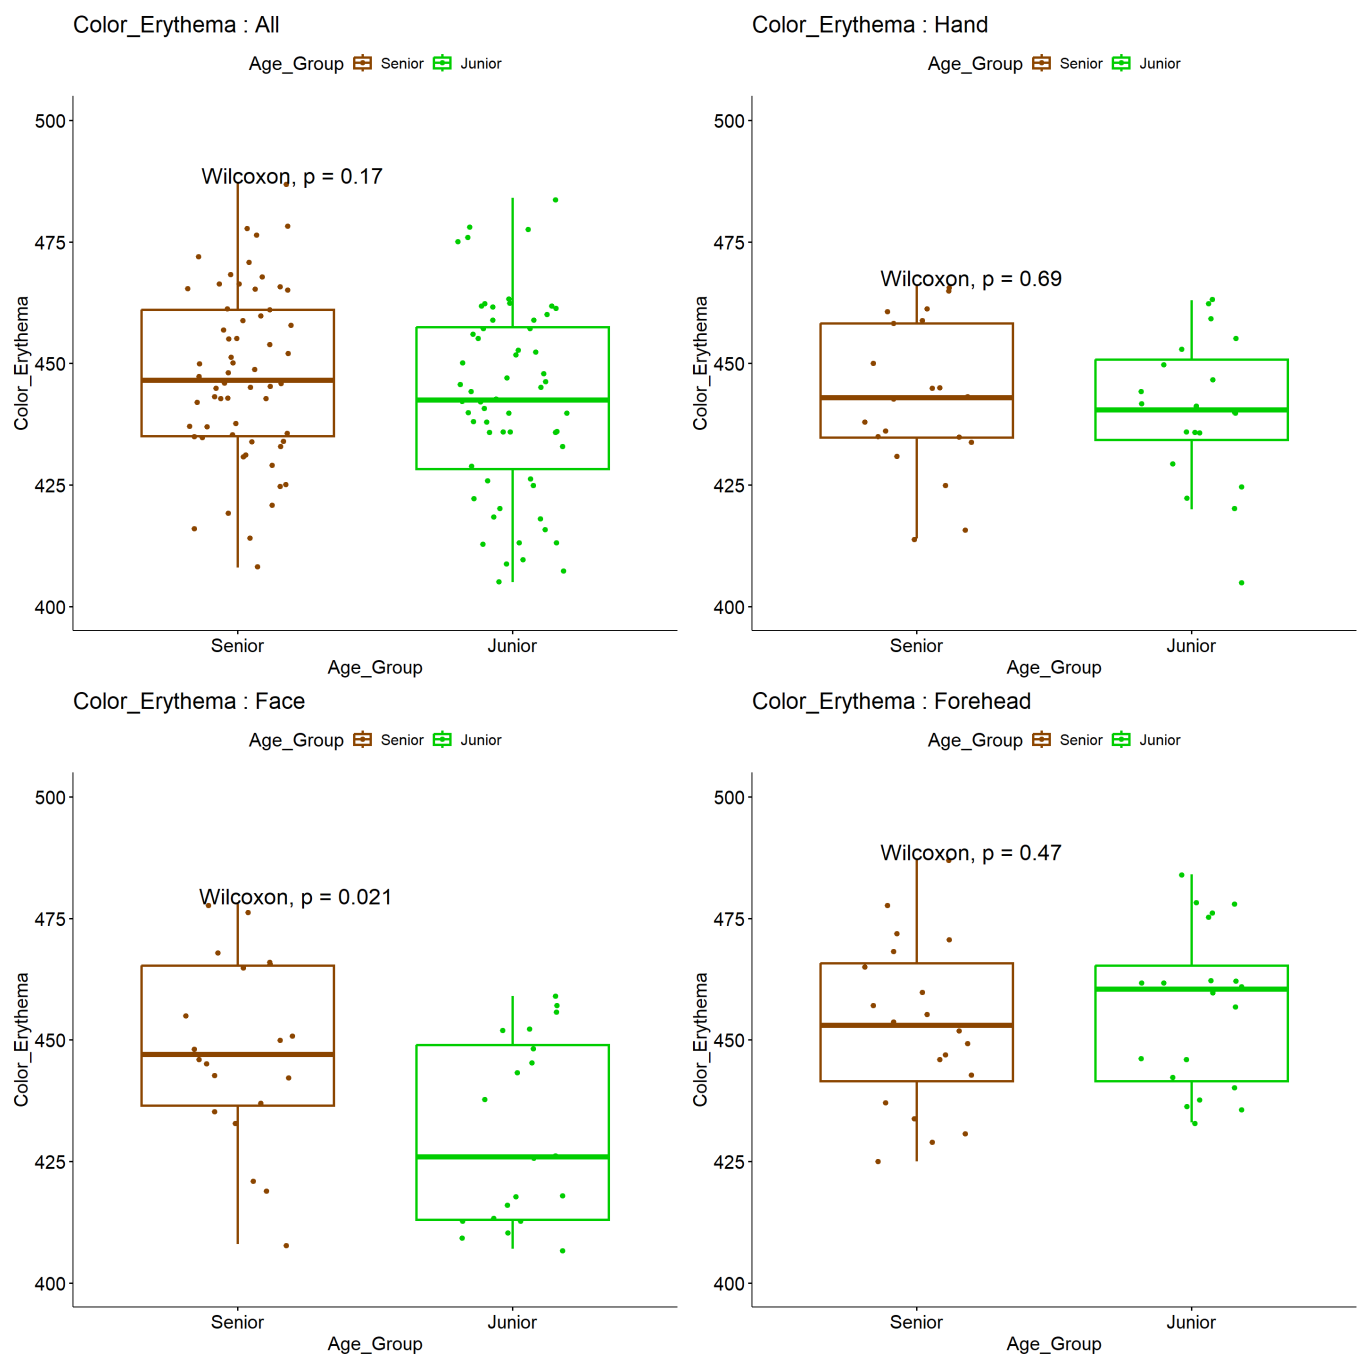 Color_Erythema : All
Age_Group Senior Junior
Wilcoxon, p = 0.17
500
475
450
425
400
Color_Erythema
Senior Junior
Age_Group
Color_Erythema : Hand
Age_Group Senior Junior
Wilcoxon, p = 0.69
500
475
450
425
400
Color_Erythema
Senior Junior
Age_Group
Color_Erythema : Face
Age_Group Senior Junior
Wilcoxon, p = 0.021
500
475
450
425
400
Color_Erythema
Senior Junior
Age_Group
Color_Erythema : Forehead
Age_Group Senior Junior
Wilcoxon, p = 0.47
500
475
450
425
400
Color_Erythema
Senior Junior
Age_Group